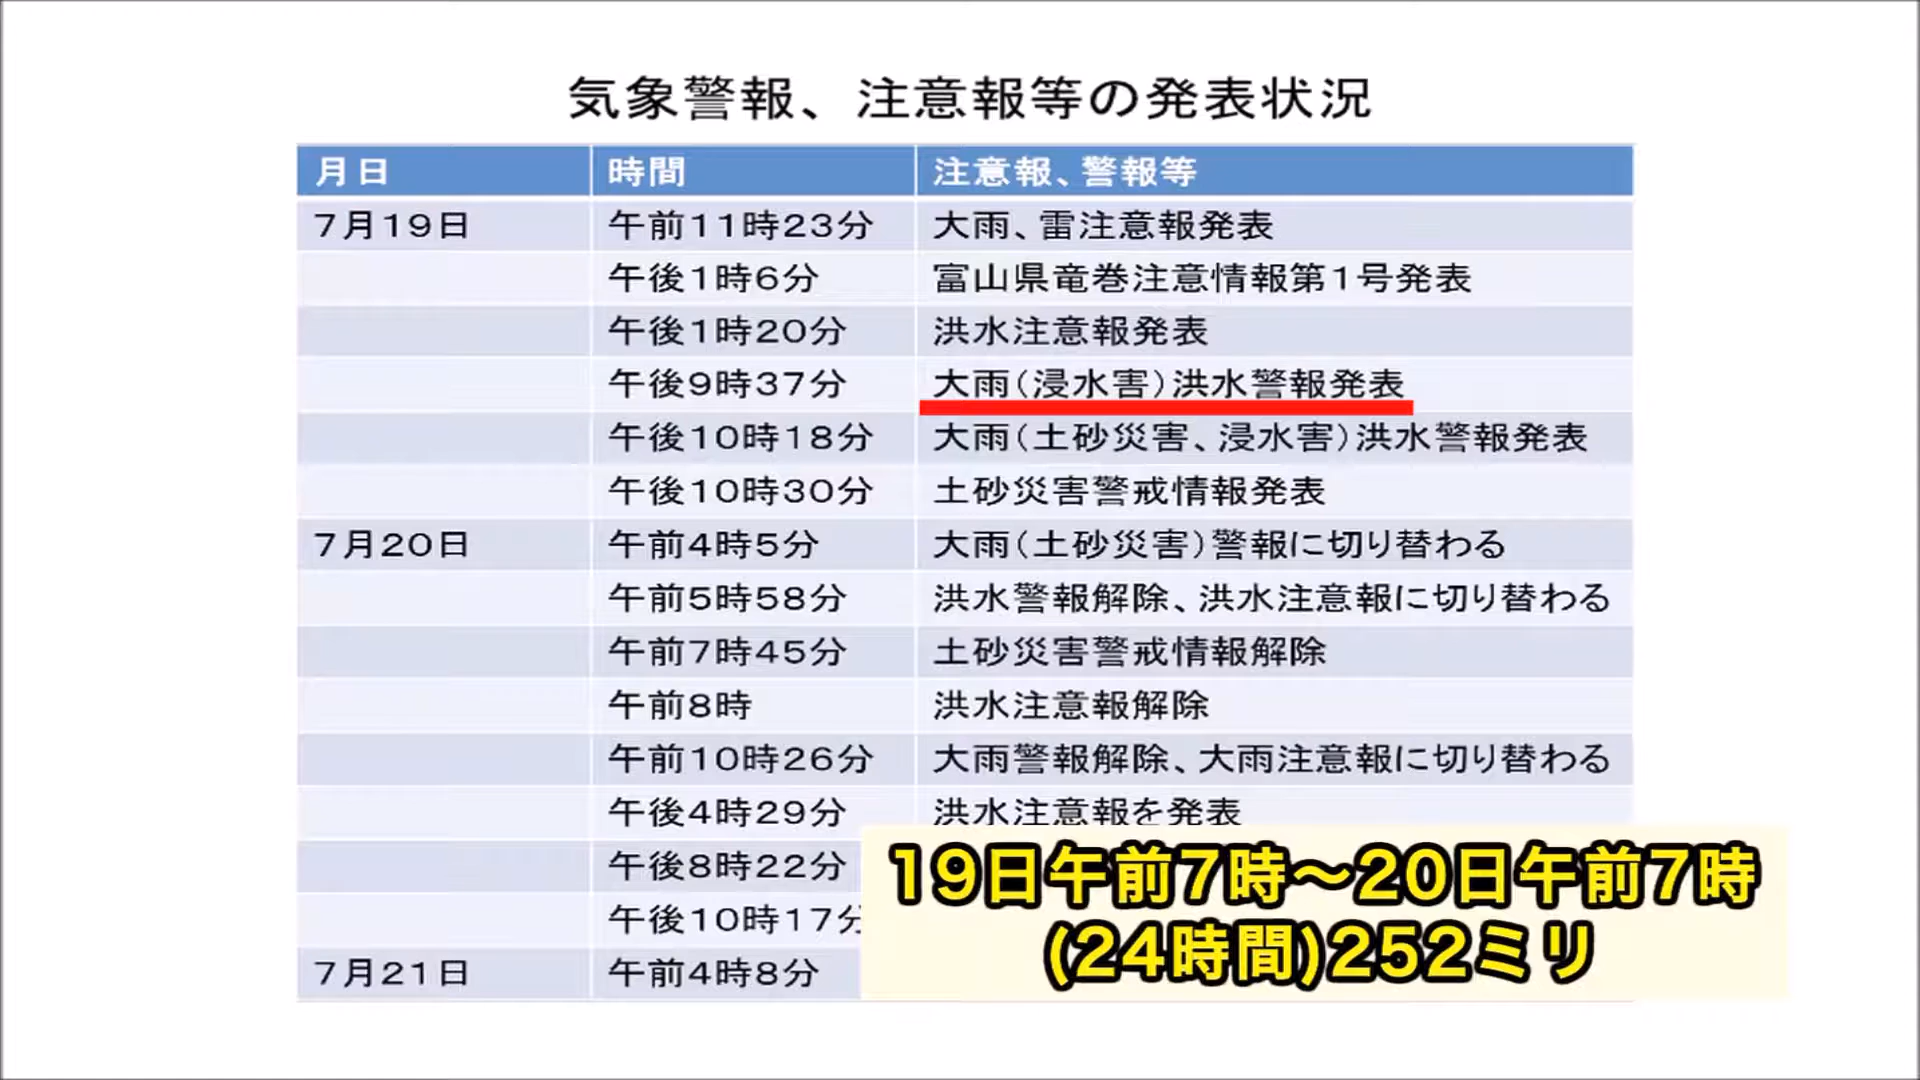 気象警報、注意報等の発表状況
月日 時間 注意報、警報等
7月19日 午前11時23分 大雨、雷注意報発表
午後1時6分 富山県竜巻注意情報第1号発表
午後1時20分 洪水注意報発表
午後9時37分 大雨(浸水害)洪水警報発表
午後10時18分 大雨(土砂災害、浸水害)洪水警報発表
午後10時30分 土砂災害警戒情報発表
7月20日 午前4時5分 大雨(土砂災害)警報に切り替わる
午前5時58分 洪水警報解除、洪水注意報に切り替わる
午前7時45分 土砂災害警戒情報解除
午前8時 洪水注意報解除
午前10時26分 大雨警報解除、大雨注意報に切り替わる
午後4時29分 洪水注意報を発表
午後8時22分
午後10時17分
7月21日 午前4時8分
19日午前7時～20日午前7時
(24時間)252ミリ